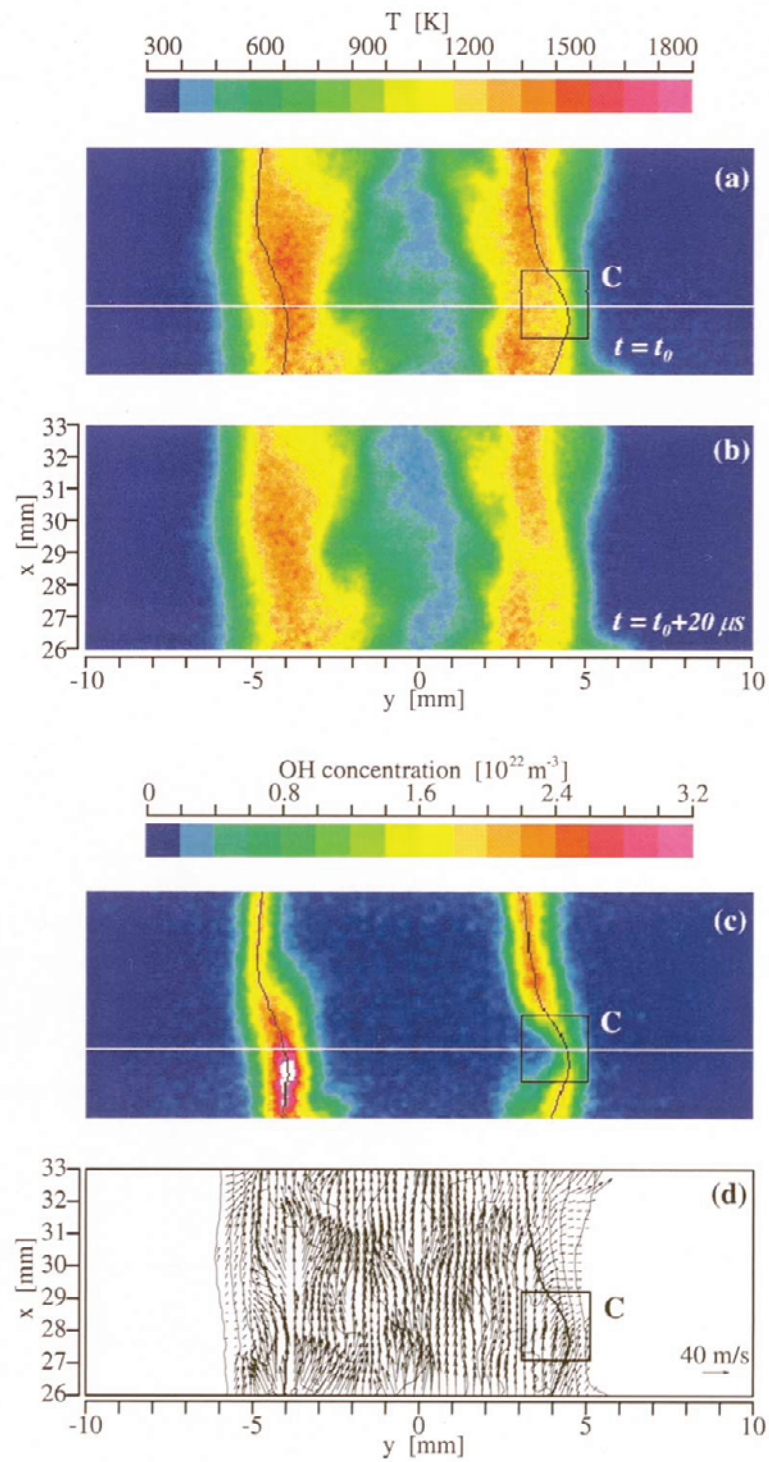 T [K]
300 600 900 1200 1500 1800
(a)
C
t = t₀
33
32
31
30
29
28
27
26
x [mm]
(b)
t = t₀+20 μs
-10 -5 0 5 10
y [mm]
OH concentration [10²² m⁻³]
0 0.8 1.6 2.4 3.2
(c)
C
33
32
31
30
29
28
27
26
x [mm]
(d)
C
40 m/s
-10 -5 0 5 10
y [mm]